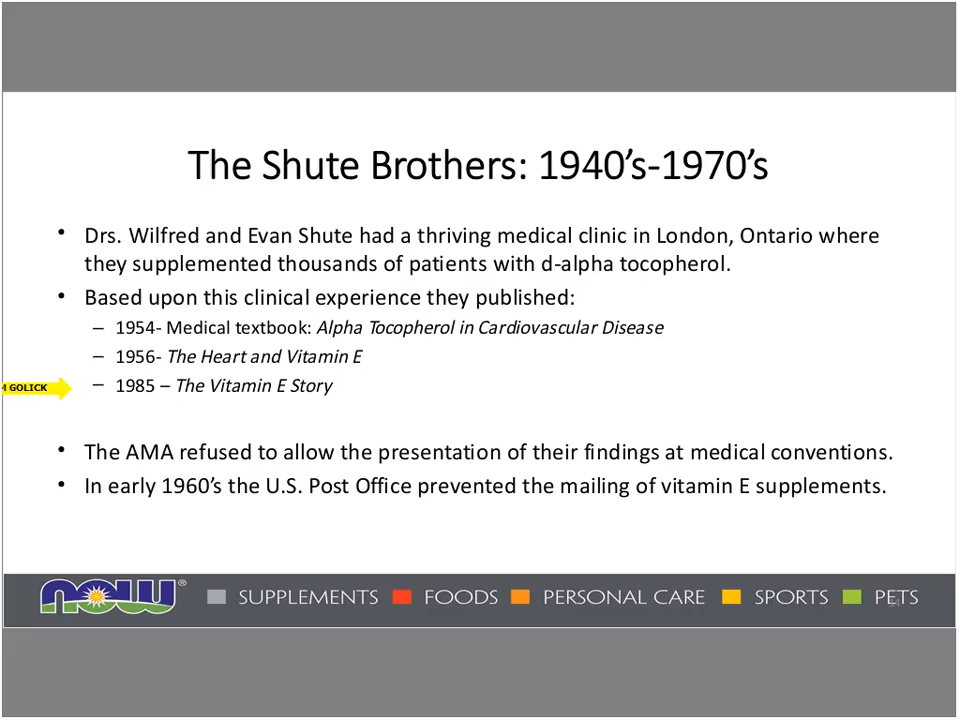 The Shute Brothers: 1940’s-1970’s
• Drs. Wilfred and Evan Shute had a thriving medical clinic in London, Ontario where
they supplemented thousands of patients with d-alpha tocopherol.
• Based upon this clinical experience they published:
– 1954- Medical textbook: Alpha Tocopherol in Cardiovascular Disease
– 1956- The Heart and Vitamin E
GOLICK
– 1985 – The Vitamin E Story
• The AMA refused to allow the presentation of their findings at medical conventions.
• In early 1960’s the U.S. Post Office prevented the mailing of vitamin E supplements.
NOW® SUPPLEMENTS FOODS PERSONAL CARE SPORTS PETS